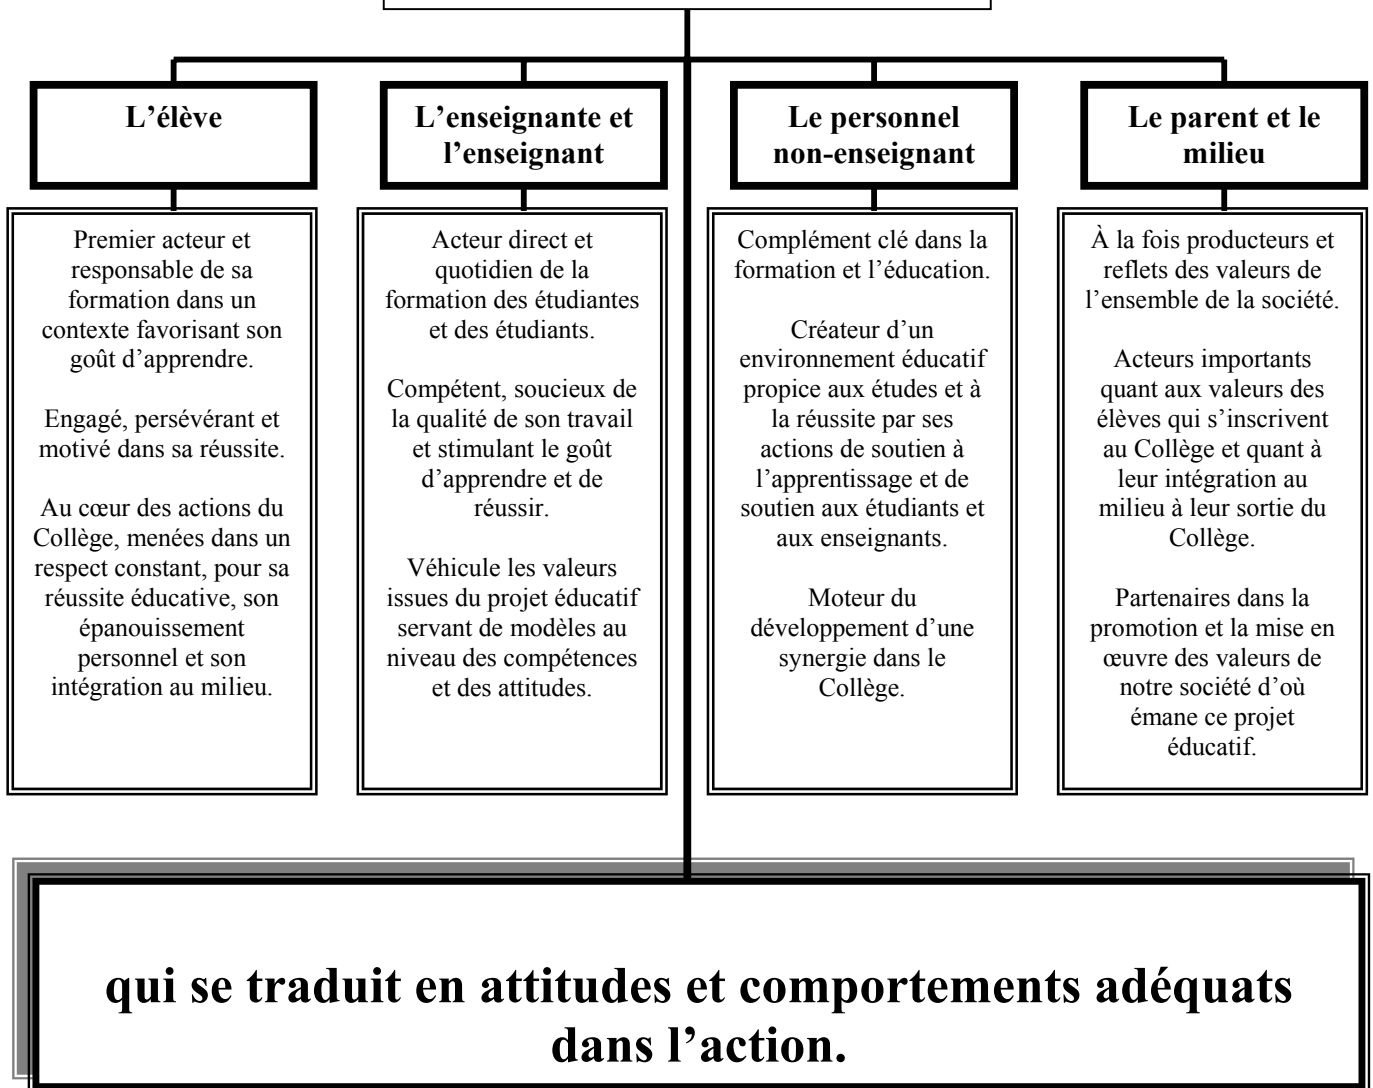 L’élève
L’enseignante et
l’enseignant
Le personnel
non-enseignant
Le parent et le
milieu
Premier acteur et
responsable de sa
formation dans un
contexte favorisant son
goût d’apprendre.
Engagé, persévérant et
motivé dans sa réussite.
Au cœur des actions du
Collège, menées dans un
respect constant, pour sa
réussite éducative, son
épanouissement
personnel et son
intégration au milieu.
Acteur direct et
quotidien de la
formation des étudiantes
et des étudiants.
Compétent, soucieux de
la qualité de son travail
et stimulant le goût
d’apprendre et de
réussir.
Véhicule les valeurs
issues du projet éducatif
servant de modèles au
niveau des compétences
et des attitudes.
Complément clé dans la
formation et l’éducation.
Créateur d’un
environnement éducatif
propice aux études et à
la réussite par ses
actions de soutien à
l’apprentissage et de
soutien aux étudiants et
aux enseignants.
Moteur du
développement d’une
synergie dans le
Collège.
À la fois producteurs et
reflets des valeurs de
l’ensemble de la société.
Acteurs importants
quant aux valeurs des
élèves qui s’inscrivent
au Collège et quant à
leur intégration au
milieu à leur sortie du
Collège.
Partenaires dans la
promotion et la mise en
œuvre des valeurs de
notre société d’où
émane ce projet
éducatif.
qui se traduit en attitudes et comportements adéquats
dans l’action.